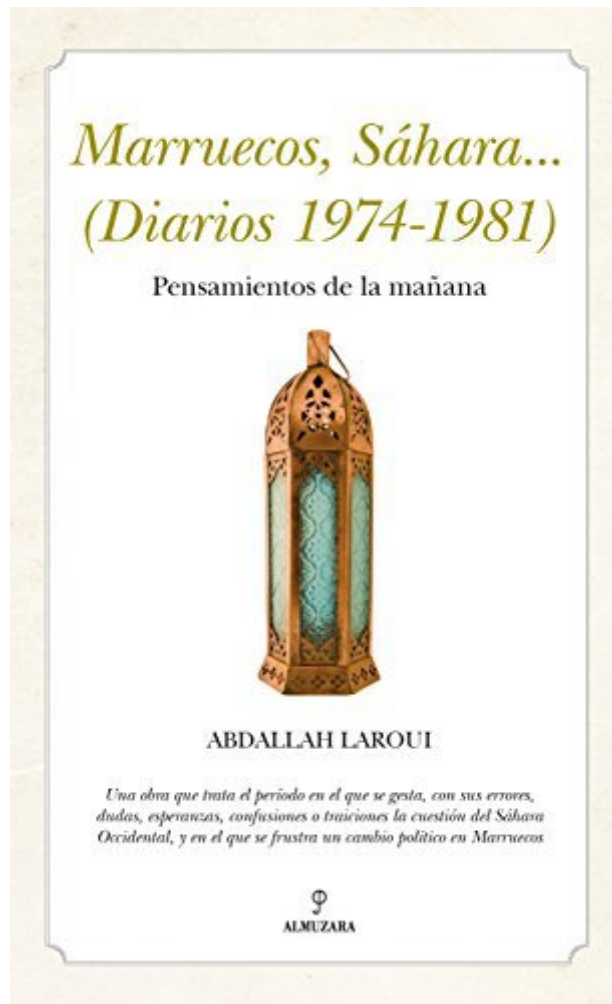 Marruecos, Sáhara...
(Diarios 1974-1981)
Pensamientos de la mañana
ABDALLAH LAROUI
Una obra que trata el período en el que se gesta, con sus errores,
dudas, esperanzas, confusiones o traiciones la cuestión del Sáhara
Occidental, y en el que se frustra un cambio político en Marruecos
ALMUZARA